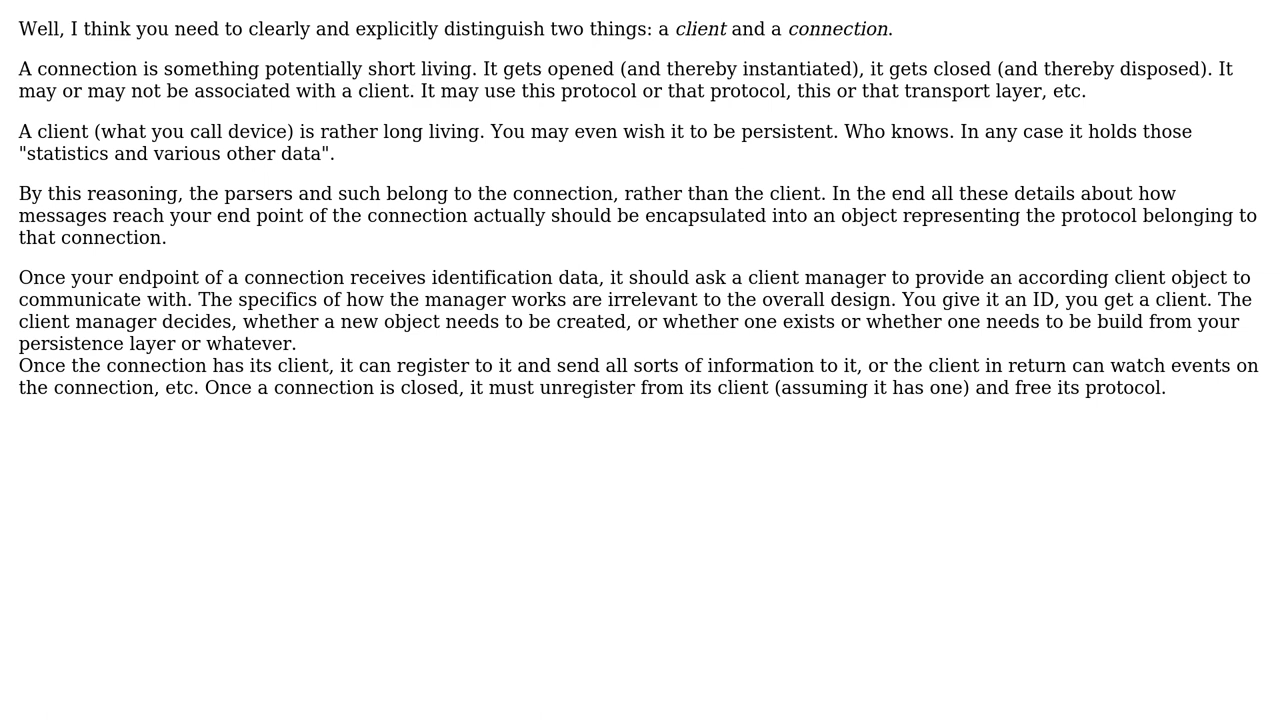 Well, I think you need to clearly and explicitly distinguish two things: a client and a connection.
A connection is something potentially short living. It gets opened (and thereby instantiated), it gets closed (and thereby disposed). It
may or may not be associated with a client. It may use this protocol or that protocol, this or that transport layer, etc.
A client (what you call device) is rather long living. You may even wish it to be persistent. Who knows. In any case it holds those
"statistics and various other data".
By this reasoning, the parsers and such belong to the connection, rather than the client. In the end all these details about how
messages reach your end point of the connection actually should be encapsulated into an object representing the protocol belonging to
that connection.
Once your endpoint of a connection receives identification data, it should ask a client manager to provide an according client object to
communicate with. The specifics of how the manager works are irrelevant to the overall design. You give it an ID, you get a client. The
client manager decides, whether a new object needs to be created, or whether one exists or whether one needs to be build from your
persistence layer or whatever.
Once the connection has its client, it can register to it and send all sorts of information to it, or the client in return can watch events on
the connection, etc. Once a connection is closed, it must unregister from its client (assuming it has one) and free its protocol.